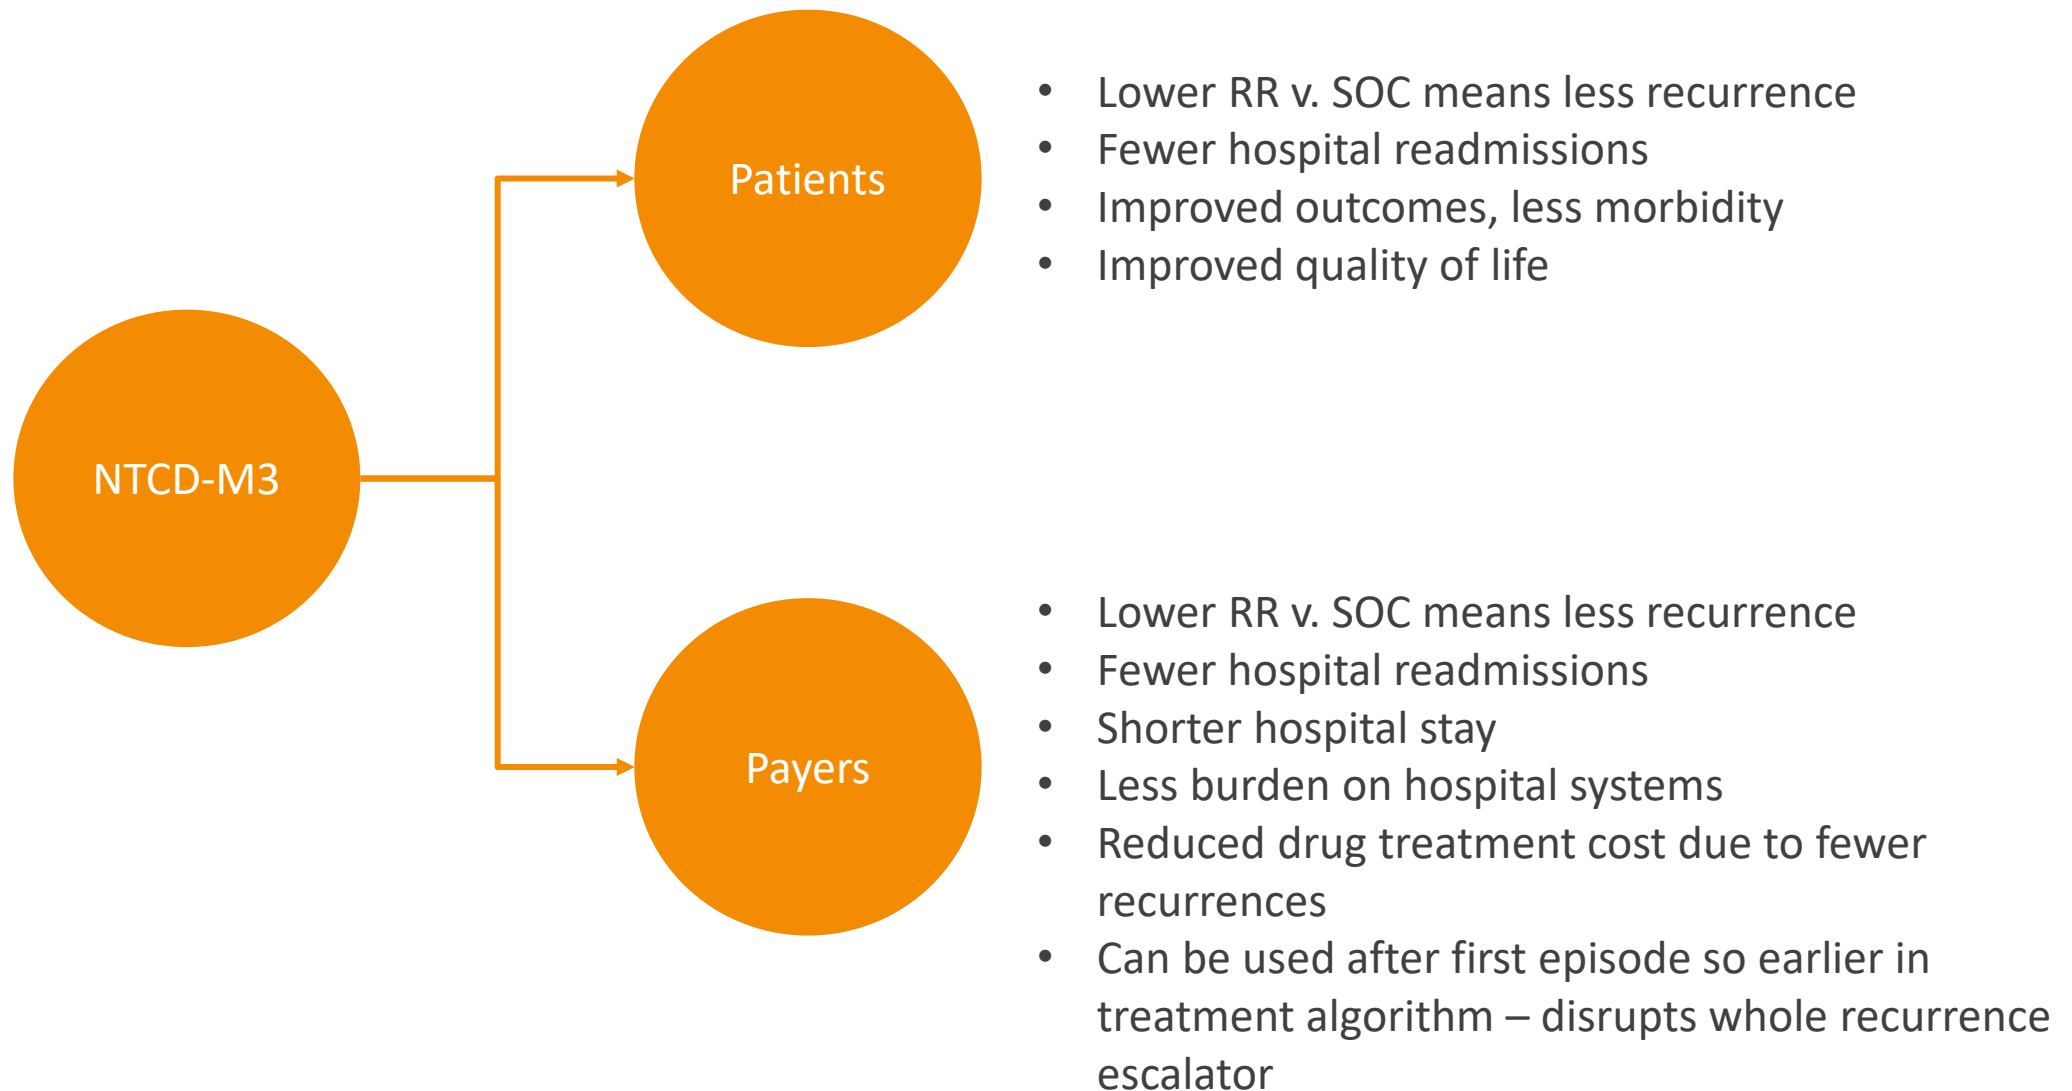 Patients
• Lower RR v. SOC means less recurrence
• Fewer hospital readmissions
• Improved outcomes, less morbidity
• Improved quality of life
NTCD-M3
Payers
• Lower RR v. SOC means less recurrence
• Fewer hospital readmissions
• Shorter hospital stay
• Less burden on hospital systems
• Reduced drug treatment cost due to fewer
recurrences
• Can be used after first episode so earlier in
treatment algorithm – disrupts whole recurrence
escalator